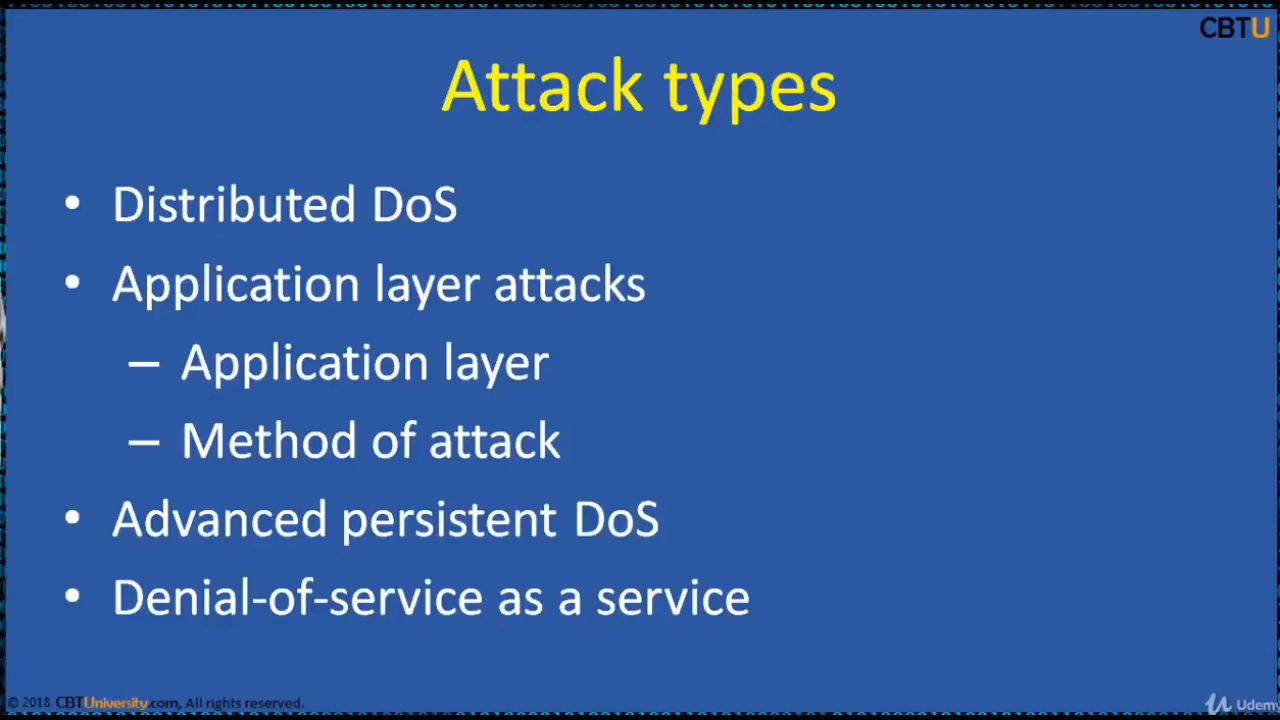 CBTU
Attack types
• Distributed DoS
• Application layer attacks
– Application layer
– Method of attack
• Advanced persistent DoS
• Denial-of-service as a service
© 2018 CBTUniversity.com, All rights reserved.
Udemy